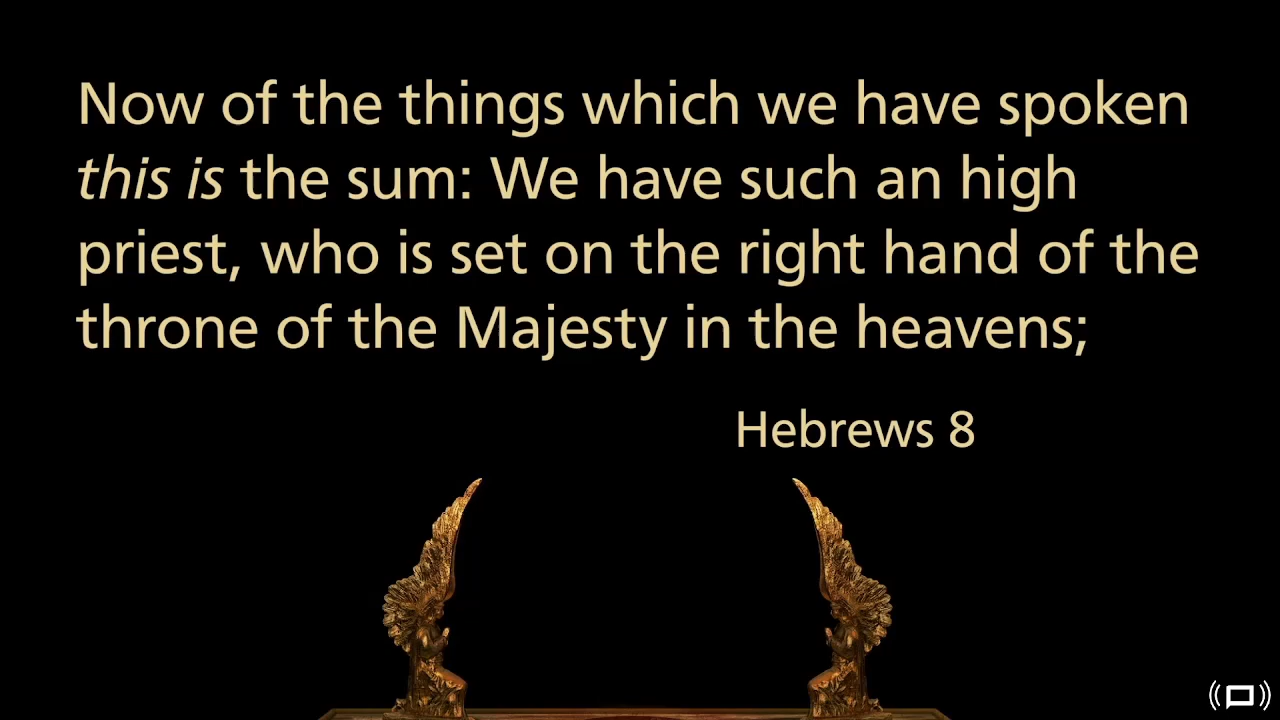 Now of the things which we have spoken
this is the sum: We have such an high
priest, who is set on the right hand of the
throne of the Majesty in the heavens;
Hebrews 8